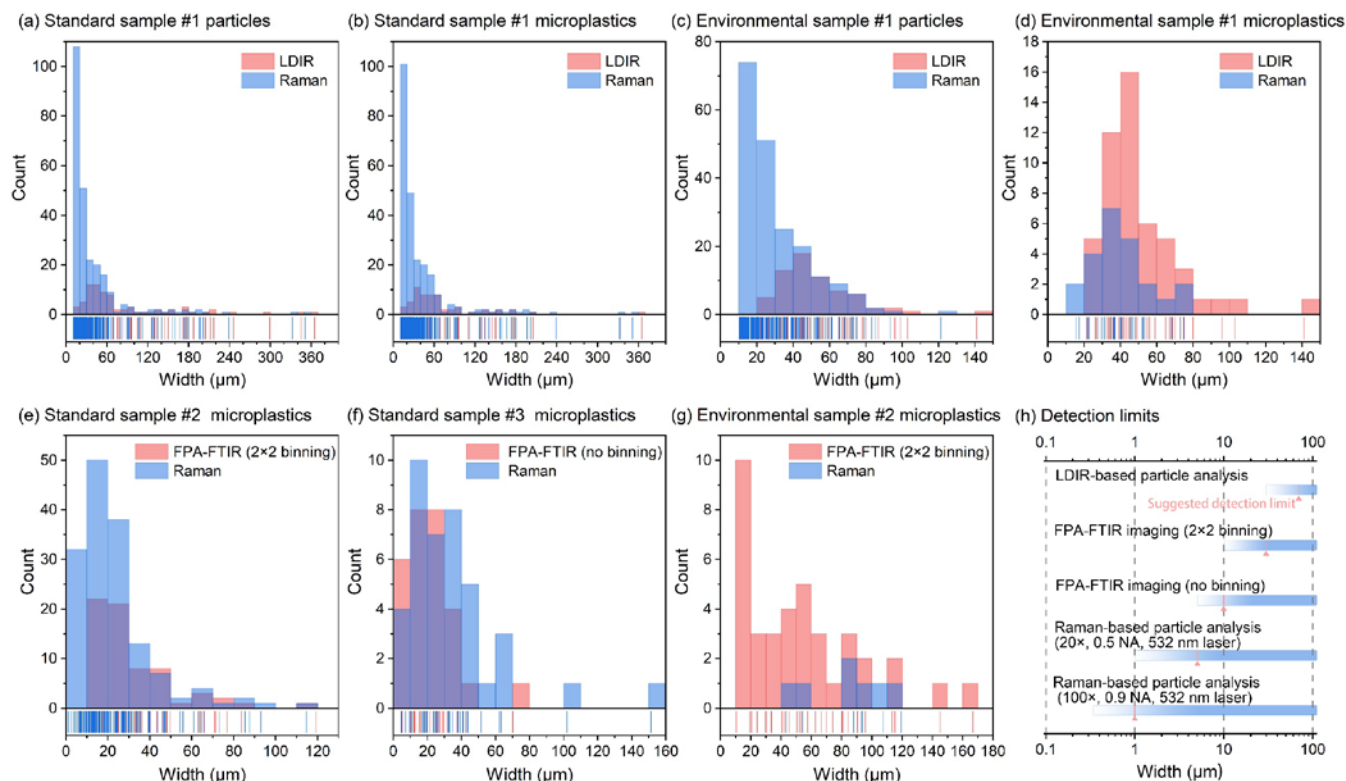 (a) Standard sample #1 particles
LDIR
Raman
Count
100
80
60
40
20
0
0 60 120 180 240 300 360
Width (µm)
(b) Standard sample #1 microplastics
LDIR
Raman
Count
100
80
60
40
20
0
0 60 120 180 240 300 360
Width (µm)
(c) Environmental sample #1 particles
LDIR
Raman
Count
80
60
40
20
0
0 20 40 60 80 100 120 140
Width (µm)
(d) Environmental sample #1 microplastics
LDIR
Raman
Count
18
16
14
12
10
8
6
4
2
0
0 20 40 60 80 100 120 140
Width (µm)
(e) Standard sample #2 microplastics
FPA-FTIR (2×2 binning)
Raman
Count
50
40
30
20
10
0
0 20 40 60 80 100 120
Width (µm)
(f) Standard sample #3 microplastics
FPA-FTIR (no binning)
Raman
Count
10
8
6
4
2
0
0 20 40 60 80 100 120 140 160
Width (µm)
(g) Environmental sample #2 microplastics
FPA-FTIR (2×2 binning)
Raman
Count
10
8
6
4
2
0
0 20 40 60 80 100 120 140 160 180
Width (µm)
(h) Detection limits
0.1 1 10 100
LDIR-based particle analysis
Suggested detection limit
FPA-FTIR imaging (2×2 binning)
FPA-FTIR imaging (no binning)
Raman-based particle analysis
(20×, 0.5 NA, 532 nm laser)
Raman-based particle analysis
(100×, 0.9 NA, 532 nm laser)
0.1 1 10 100
Width (µm)